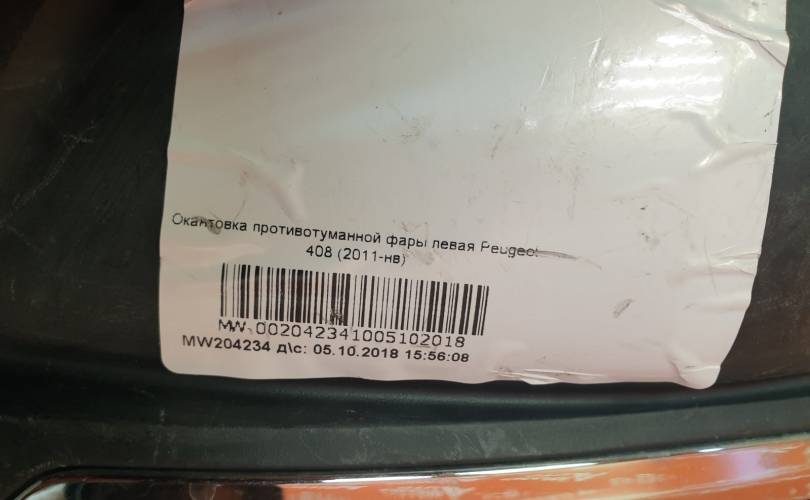 Окантовка противотуманной фары левая Peugeot
408 (2011-нв)
MW-002042341005102018
MW204234 д\с: 05.10.2018 15:56:08